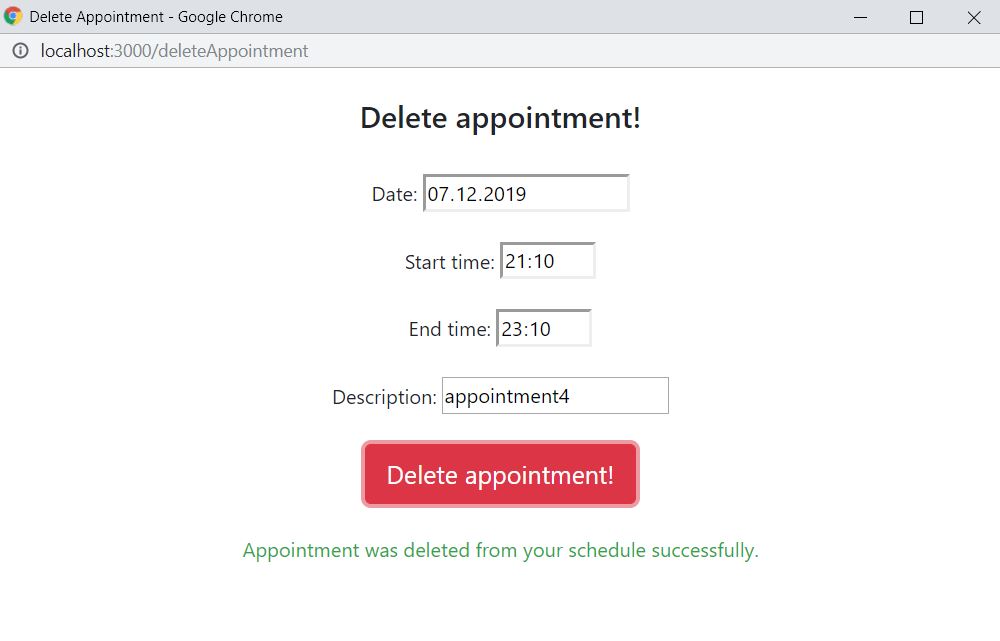 Delete Appointment - Google Chrome
localhost:3000/deleteAppointment
Delete appointment!
Date: 07.12.2019
Start time: 21:10
End time: 23:10
Description: appointment4
Delete appointment!
Appointment was deleted from your schedule successfully.